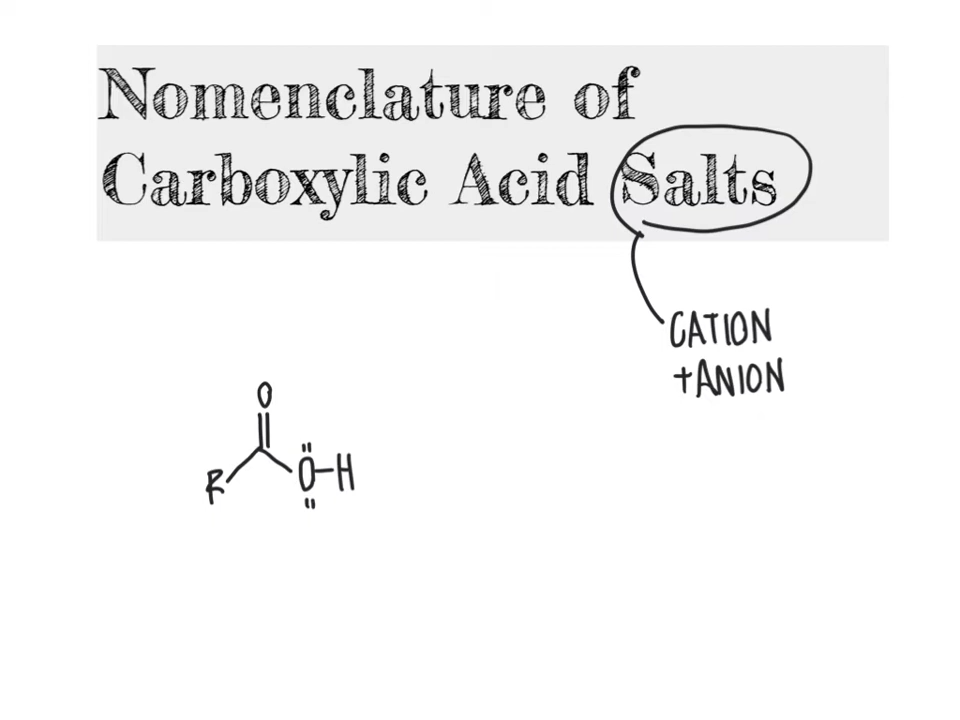 Nomenclature of
Carboxylic Acid Salts
CATION
+ANION
O
R
O-H